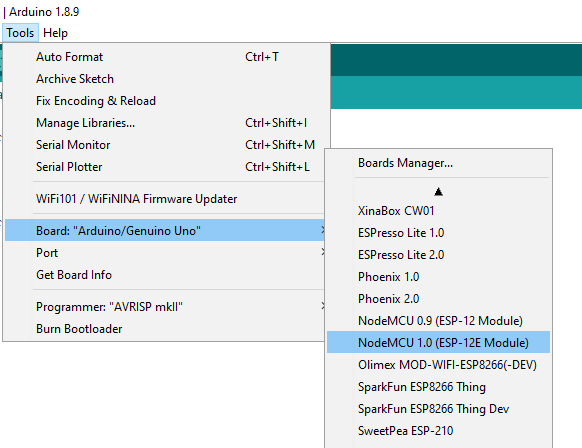 | Arduino 1.8.9
Tools Help
Auto Format Ctrl+T
Archive Sketch
Fix Encoding & Reload
Manage Libraries... Ctrl+Shift+I
Serial Monitor Ctrl+Shift+M
Serial Plotter Ctrl+Shift+L
WiFi101 / WiFiNINA Firmware Updater
Board: "Arduino/Genuino Uno"
Port
Get Board Info
Programmer: "AVRISP mkII"
Burn Bootloader
Boards Manager...
XinaBox CW01
ESPresso Lite 1.0
ESPresso Lite 2.0
Phoenix 1.0
Phoenix 2.0
NodeMCU 0.9 (ESP-12 Module)
NodeMCU 1.0 (ESP-12E Module)
Olimex MOD-WIFI-ESP8266(-DEV)
SparkFun ESP8266 Thing
SparkFun ESP8266 Thing Dev
SweetPea ESP-210